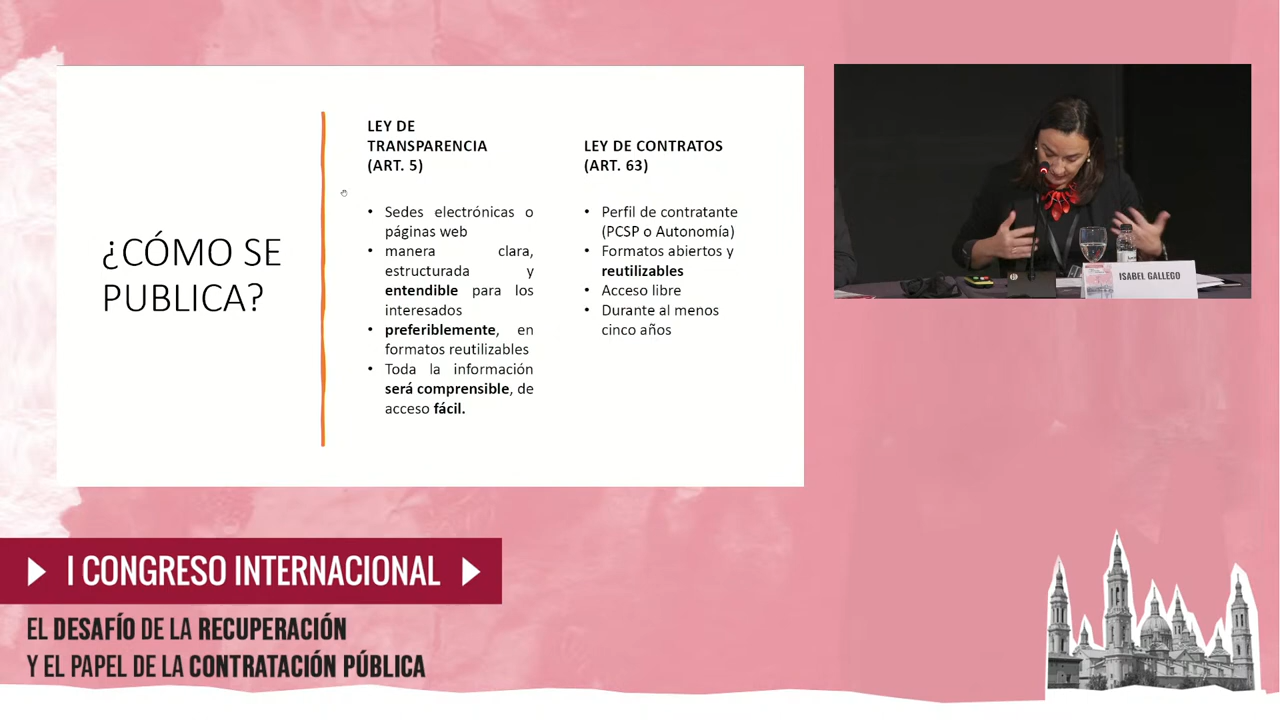 ¿CÓMO SE
PUBLICA?
LEY DE
TRANSPARENCIA
(ART. 5)
• Sedes electrónicas o
páginas web
• manera clara,
estructurada y
entendible para los
interesados
• preferiblemente, en
formatos reutilizables
• Toda la información
será comprensible, de
acceso fácil.
LEY DE CONTRATOS
(ART. 63)
• Perfil de contratante
(PCSP o Autonomía)
• Formatos abiertos y
reutilizables
• Acceso libre
• Durante al menos
cinco años
ISABEL GALLEGO
I CONGRESO INTERNACIONAL
EL DESAFÍO DE LA RECUPERACIÓN
Y EL PAPEL DE LA CONTRATACIÓN PÚBLICA